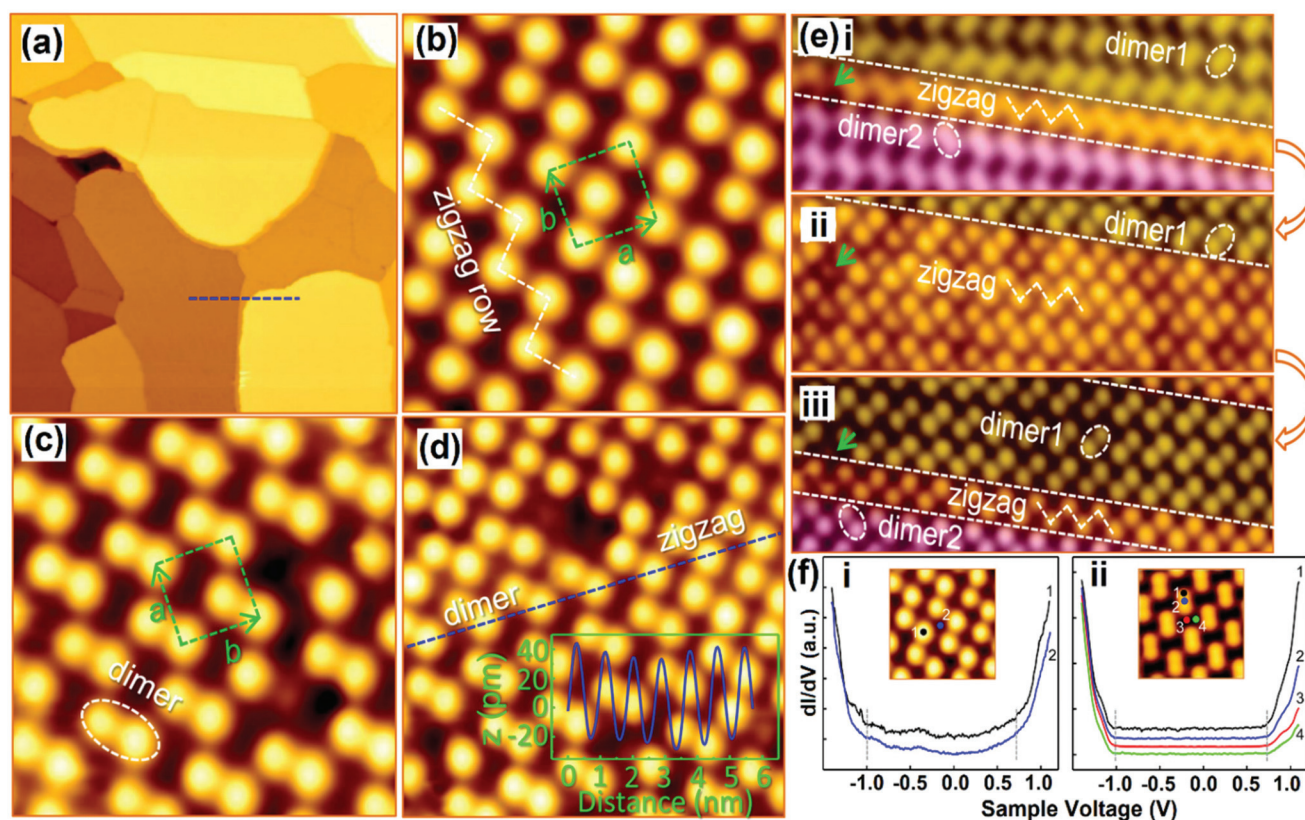 (a)
(b)
zigzag row
b
a
(c)
a
b
dimer
(d)
dimer
zigzag
Z (pm)
40
20
0
-20
0 1 2 3 4 5 6
Distance (nm)
(e) i
dimer1
zigzag
dimer2
ii
dimer1
zigzag
iii
dimer1
zigzag
dimer2
(f) i
1
2
1
2
dI/dV (a.u.)
-1.0 -0.5 0.0 0.5 1.0
ii
1
2
3
4
1
2
3
4
-1.0 -0.5 0.0 0.5 1.0
Sample Voltage (V)